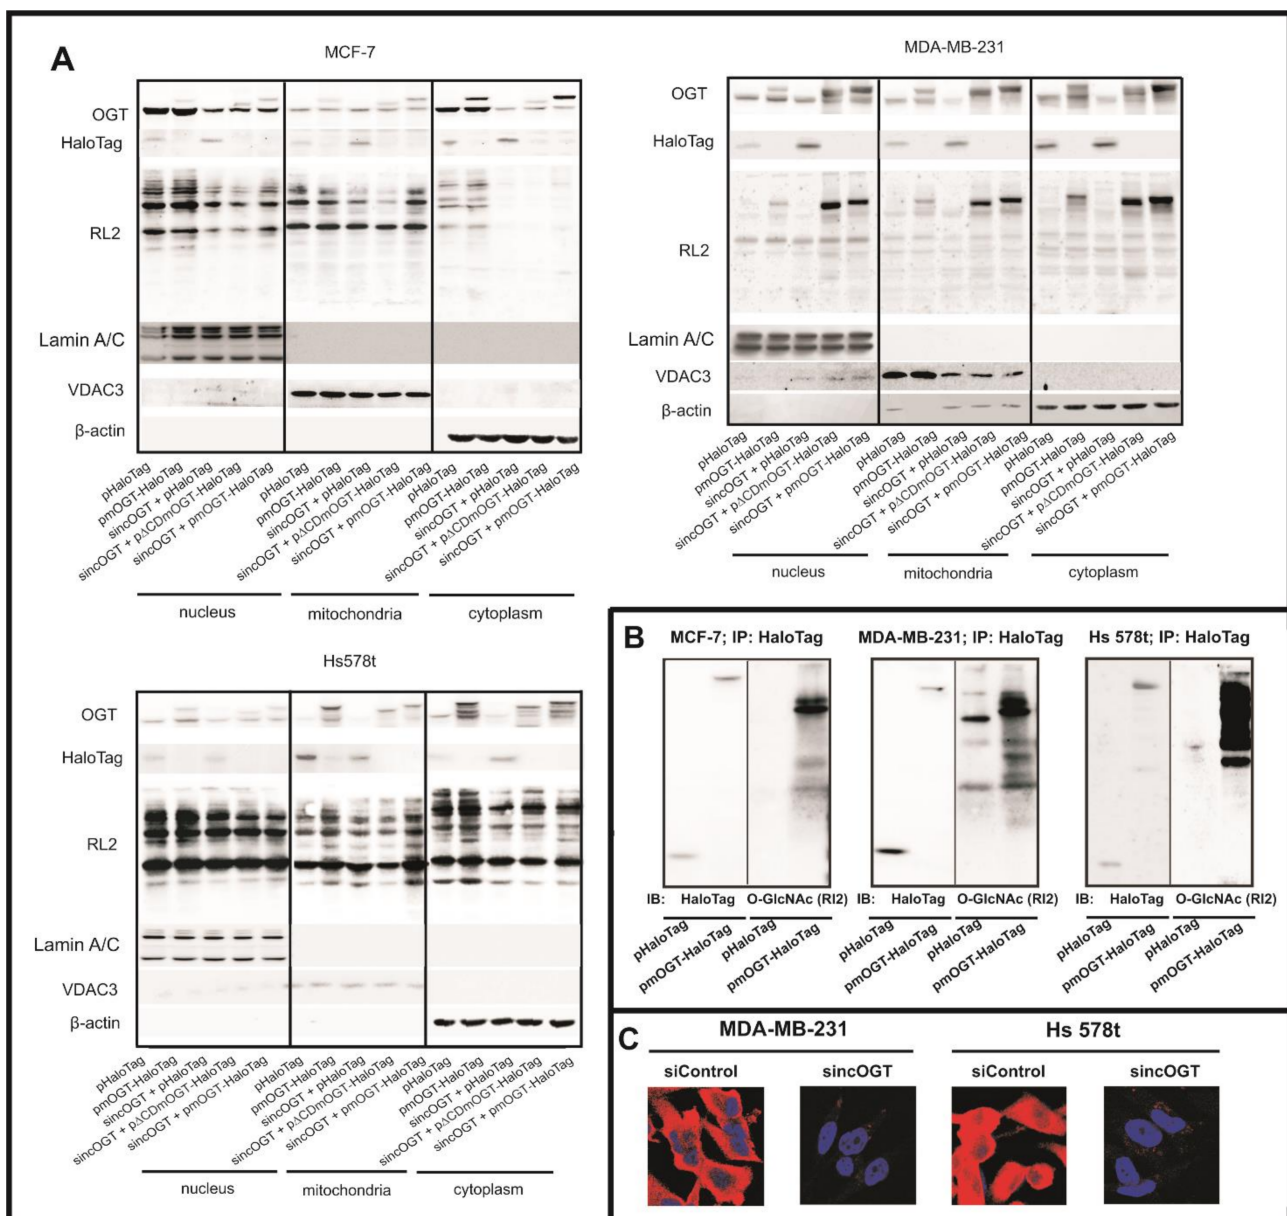 A
MCF-7
OGT
HaloTag
RL2
Lamin A/C
VDAC3
β-actin
pHaloTag
pmOGT-HaloTag
sincOGT + pHaloTag
sincOGT + pΔCDmOGT-HaloTag
sincOGT + pmOGT-HaloTag
pHaloTag
pmOGT-HaloTag
sincOGT + pHaloTag
sincOGT + pΔCDmOGT-HaloTag
sincOGT + pmOGT-HaloTag
pHaloTag
pmOGT-HaloTag
sincOGT + pHaloTag
sincOGT + pΔCDmOGT-HaloTag
sincOGT + pmOGT-HaloTag
nucleus mitochondria cytoplasm
MDA-MB-231
OGT
HaloTag
RL2
Lamin A/C
VDAC3
β-actin
pHaloTag
pmOGT-HaloTag
sincOGT + pHaloTag
sincOGT + pΔCDmOGT-HaloTag
sincOGT + pmOGT-HaloTag
pHaloTag
pmOGT-HaloTag
sincOGT + pHaloTag
sincOGT + pΔCDmOGT-HaloTag
sincOGT + pmOGT-HaloTag
pHaloTag
pmOGT-HaloTag
sincOGT + pHaloTag
sincOGT + pΔCDmOGT-HaloTag
sincOGT + pmOGT-HaloTag
nucleus mitochondria cytoplasm
Hs578t
OGT
HaloTag
RL2
Lamin A/C
VDAC3
β-actin
pHaloTag
pmOGT-HaloTag
sincOGT + pHaloTag
sincOGT + pΔCDmOGT-HaloTag
sincOGT + pmOGT-HaloTag
pHaloTag
pmOGT-HaloTag
sincOGT + pHaloTag
sincOGT + pΔCDmOGT-HaloTag
sincOGT + pmOGT-HaloTag
pHaloTag
pmOGT-HaloTag
sincOGT + pHaloTag
sincOGT + pΔCDmOGT-HaloTag
sincOGT + pmOGT-HaloTag
nucleus mitochondria cytoplasm
B
MCF-7; IP: HaloTag MDA-MB-231; IP: HaloTag Hs 578t; IP: HaloTag
IB: HaloTag O-GlcNAc (Rl2) IB: HaloTag O-GlcNAc (Rl2) IB: HaloTag O-GlcNAc (Rl2)
pHaloTag
pmOGT-HaloTag
pHaloTag
pmOGT-HaloTag
pHaloTag
pmOGT-HaloTag
pHaloTag
pmOGT-HaloTag
pHaloTag
pmOGT-HaloTag
pHaloTag
pmOGT-HaloTag
C
MDA-MB-231 Hs 578t
siControl sincOGT siControl sincOGT